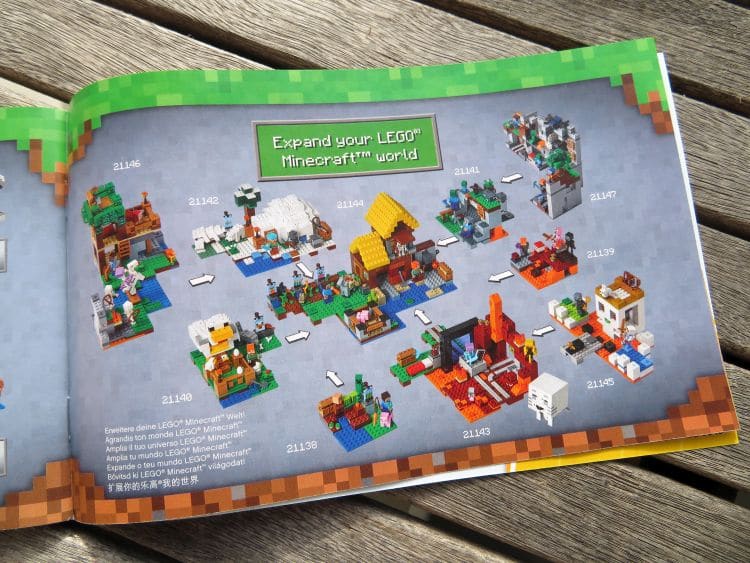 Expand your LEGO®
Minecraft™ world
21146
21142
21144
21141
21147
21139
21140
21138
21143
21145
Erweitere deine LEGO® Minecraft™ Welt!
Agrandis ton monde LEGO® Minecraft™
Amplia il tuo universo LEGO® Minecraft™
Amplía tu mundo LEGO® Minecraft™
Expande o teu mundo LEGO® Minecraft™
Bővítsd ki LEGO® Minecraft™ világodat!
扩展你的乐高®我的世界